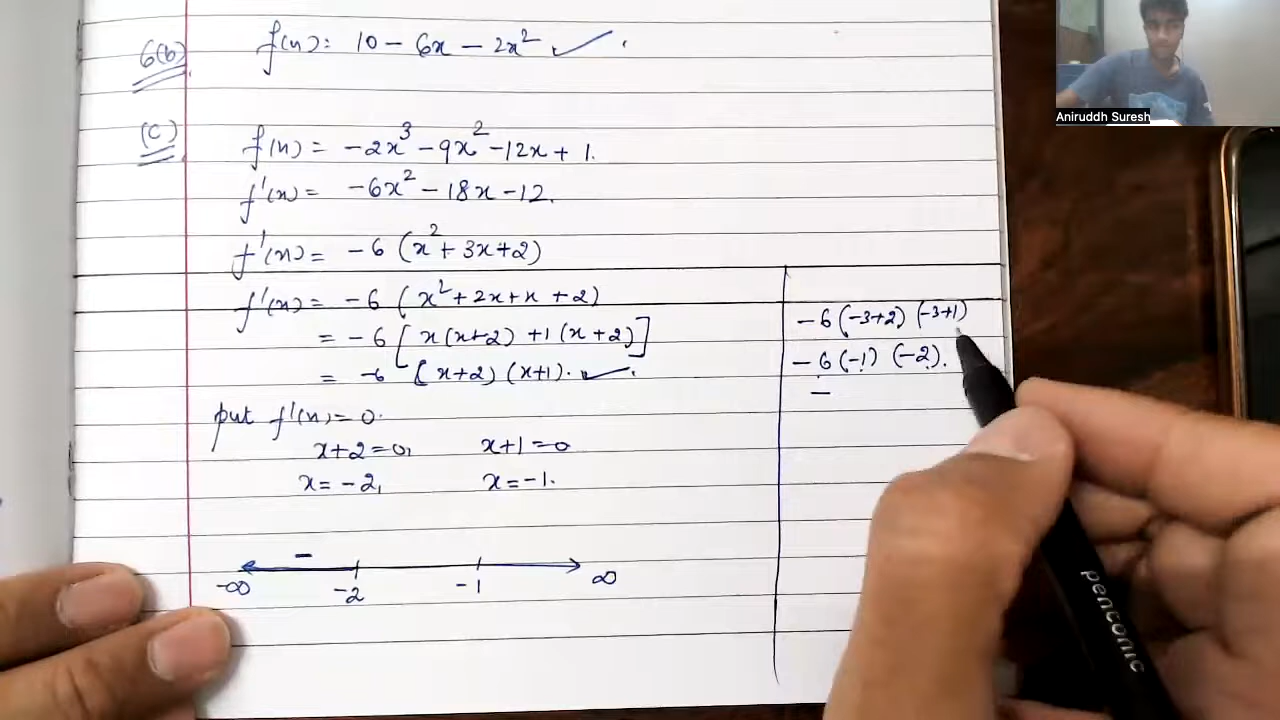 6(b) f(x): 10 - 6x - 2x² ✓.
(C) f(x) = -2x³ - 9x² - 12x + 1.
f'(x) = -6x² - 18x - 12.
f'(x) = -6 (x² + 3x + 2)
f'(x) = -6 (x² + 2x + x + 2)
= -6 [x(x+2) + 1(x+2)]
= -6 [x+2) (x+1). ✓.
put f'(x) = 0.
x+2 = 0, x+1 = 0
x = -2, x = -1.
−
-∞ -2 -1 ∞
-6 (-3+2) (-3+1)
-6 (-1) (-2).
−
Aniruddh Suresh
pentonic